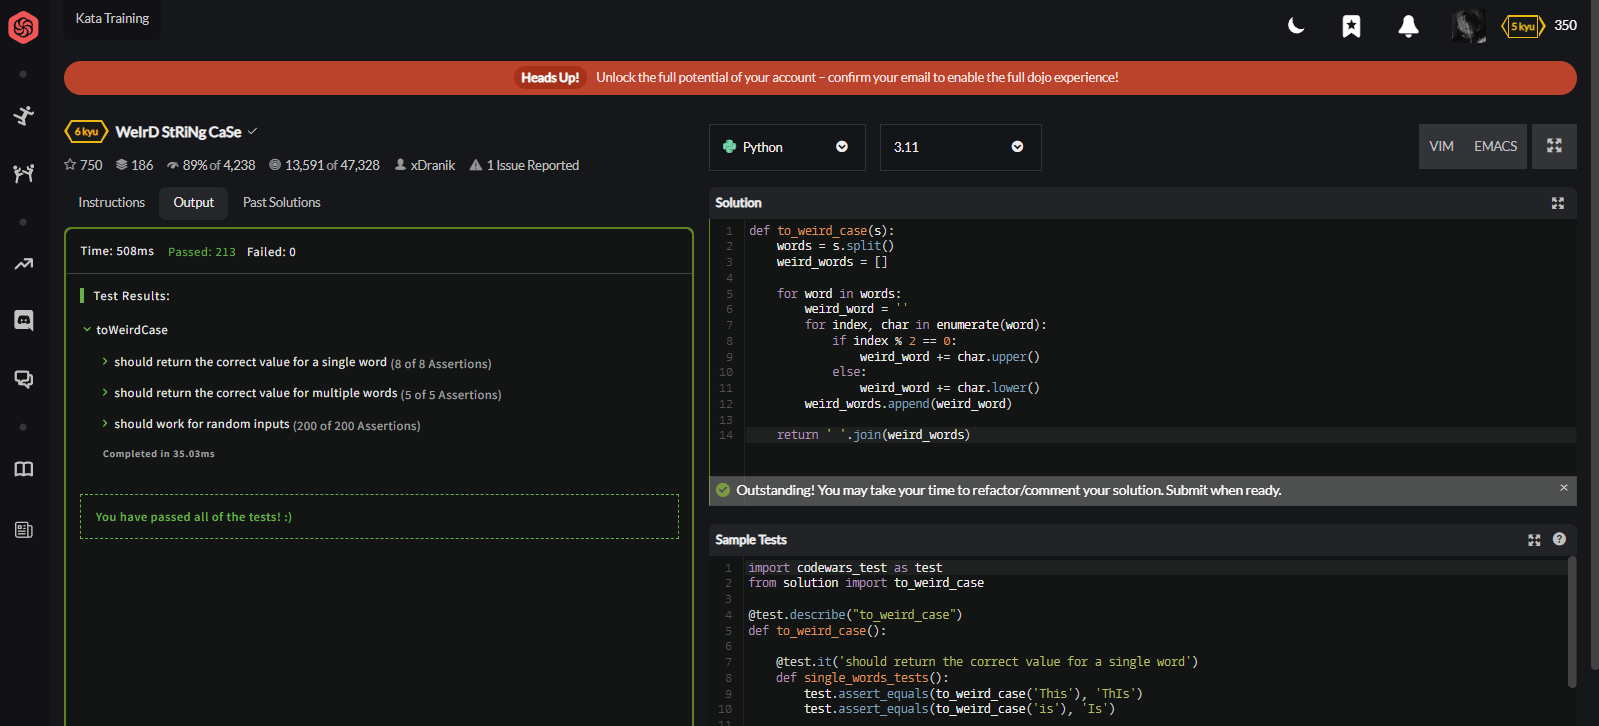 Kata Training
5 kyu 350
Heads Up! Unlock the full potential of your account – confirm your email to enable the full dojo experience!
6 kyu WeIrD StRiNg CaSe
750 186 89% of 4,238 13,591 of 47,328 xDranik 1 Issue Reported
Instructions Output Past Solutions
Time: 508ms Passed: 213 Failed: 0
Test Results:
toWeirdCase
should return the correct value for a single word (8 of 8 Assertions)
should return the correct value for multiple words (5 of 5 Assertions)
should work for random inputs (200 of 200 Assertions)
Completed in 35.03ms
You have passed all of the tests! :)
Python 3.11 VIM EMACS
Solution
1 def to_weird_case(s):
2 words = s.split()
3 weird_words = []
4
5 for word in words:
6 weird_word = ''
7 for index, char in enumerate(word):
8 if index % 2 == 0:
9 weird_word += char.upper()
10 else:
11 weird_word += char.lower()
12 weird_words.append(weird_word)
13
14 return ' '.join(weird_words)
Outstanding! You may take your time to refactor/comment your solution. Submit when ready.
Sample Tests
1 import codewars_test as test
2 from solution import to_weird_case
3
4 @test.describe("to_weird_case")
5 def to_weird_case():
6
7 @test.it('should return the correct value for a single word')
8 def single_words_tests():
9 test.assert_equals(to_weird_case('This'), 'ThIs')
10 test.assert_equals(to_weird_case('is'), 'Is')
11